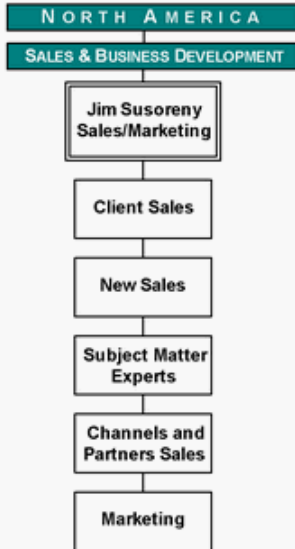 NORTH AMERICA
SALES & BUSINESS DEVELOPMENT
Jim Susoreny
Sales/Marketing
Client Sales
New Sales
Subject Matter
Experts
Channels and
Partners Sales
Marketing